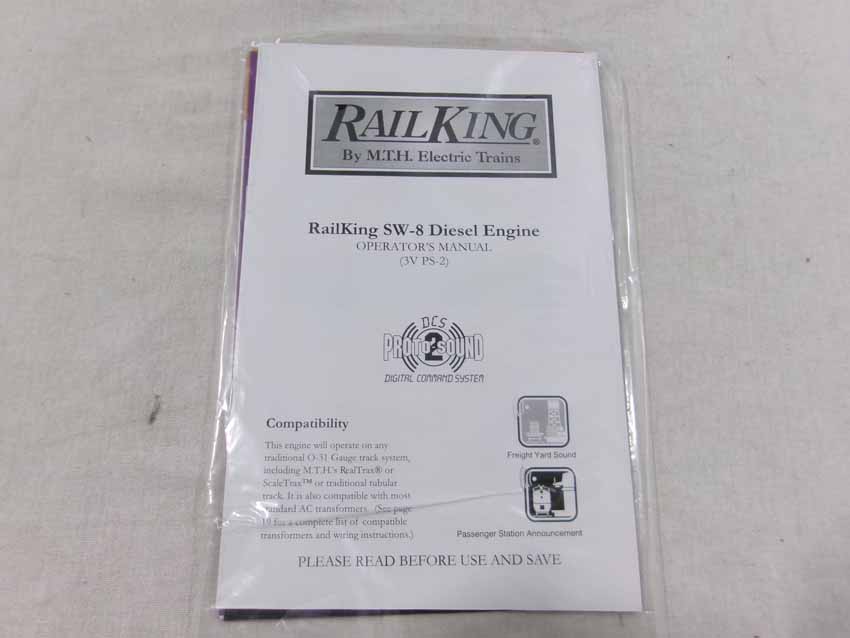 RAILKING®
By M.T.H. Electric Trains
RailKing SW-8 Diesel Engine
OPERATOR'S MANUAL
(3V PS-2)
DCS
PROTO-SOUND 2
DIGITAL COMMAND SYSTEM
Compatibility
This engine will operate on any
traditional O-31 Gauge track system,
including M.T.H.'s RealTrax® or
ScaleTrax™ or traditional tubular
track. It is also compatible with most
standard AC transformers. (See page
19 for a complete list of compatible
transformers and wiring instructions.)
Freight Yard Sound
Passenger Station Announcement
PLEASE READ BEFORE USE AND SAVE